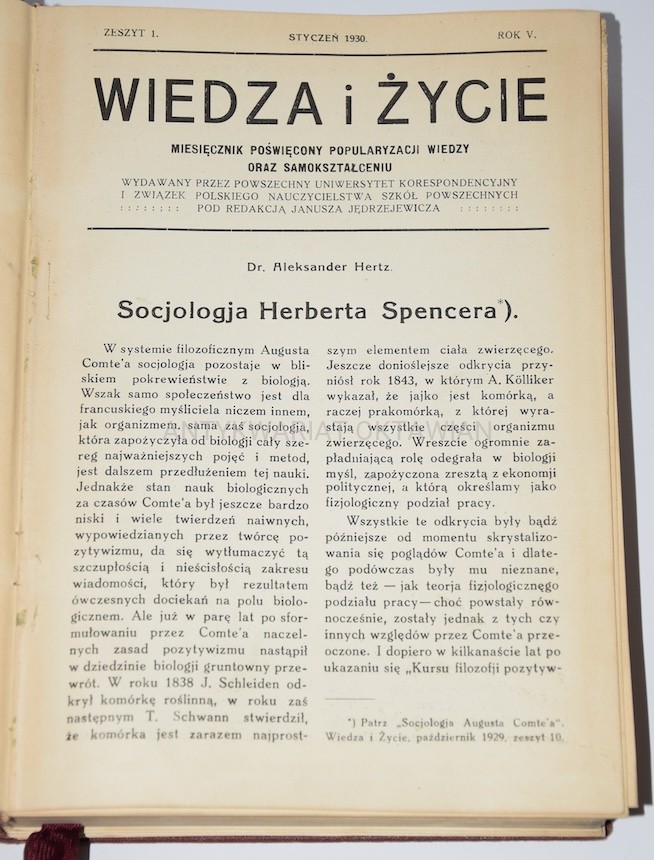 ZESZYT 1.
STYCZEŃ 1930.
ROK V.
WIEDZA i ŻYCIE
MIESIĘCZNIK POŚWIĘCONY POPULARYZACJI WIEDZY
ORAZ SAMOKSZTAŁCENIU
WYDAWANY PRZEZ POWSZECHNY UNIWERSYTET KORESPONDENCYJNY
I ZWIĄZEK POLSKIEGO NAUCZYCIELSTWA SZKÓŁ POWSZECHNYCH
: : : : : : : : POD REDAKCJĄ JANUSZA JĘDRZEJEWICZA : : : : : : : :
Dr. Aleksander Hertz.
Socjologja Herberta Spencera*).
W systemie filozoficznym Augusta
Comte'a socjologja pozostaje w bli-
skiem pokrewieństwie z biologją.
Wszak samo społeczeństwo jest dla
francuskiego myśliciela niczem innem,
jak organizmem, sama zaś socjologja,
która zapożyczyła od biologji cały sze-
reg najważniejszych pojęć i metod,
jest dalszem przedłużeniem tej nauki.
Jednakże stan nauk biologicznych
za czasów Comte'a był jeszcze bardzo
niski i wiele twierdzeń naiwnych,
wypowiedzianych przez twórcę po-
zytywizmu, da się wytłumaczyć tą
szczupłością i nieścisłością zakresu
wiadomości, który był rezultatem
ówczesnych dociekań na polu biolo-
gicznem. Ale już w parę lat po sfor-
mułowaniu przez Comte'a naczel-
nych zasad pozytywizmu nastąpił
w dziedzinie biologji gruntowny prze-
wrót. W roku 1838 J. Schleiden od-
krył komórkę roślinną, w roku zaś
następnym T. Schwann stwierdził,
że komórka jest zarazem najprost-
szym elementem ciała zwierzęcego.
Jeszcze doniošlejsze odkrycia przy-
niósł rok 1843, w którym A. Kölliker
wykazał, że jajko jest komórką, a
raczej prakomórką, z której wyra-
stają wszystkie części organizmu
zwierzęcego. Wreszcie ogromnie za-
pładniającą rolę odegrała w biologji
myśl, zapożyczona zresztą z ekonomji
politycznej, a którą określamy jako
fizjologiczny podział pracy.
Wszystkie te odkrycia były bądź
późniejsze od momentu skrystalizo-
wania się poglądów Comte'a i dlate-
go podówczas były mu nieznane,
bądź też — jak teorja fizjologicznęgo
podziału pracy—choć powstały rów-
nocześnie, zostały jednak z tych czy
innych względów przez Comte'a prze-
oczone. I dopiero w kilkanaście lat po
ukazaniu się „Kursu filozofji pozytyw-
*) Patrz „Socjologja Augusta Comte'a".
Wiedza i Życie, październik 1929, zeszyt 10.
ANTYKWARIAT OKTAWIAN